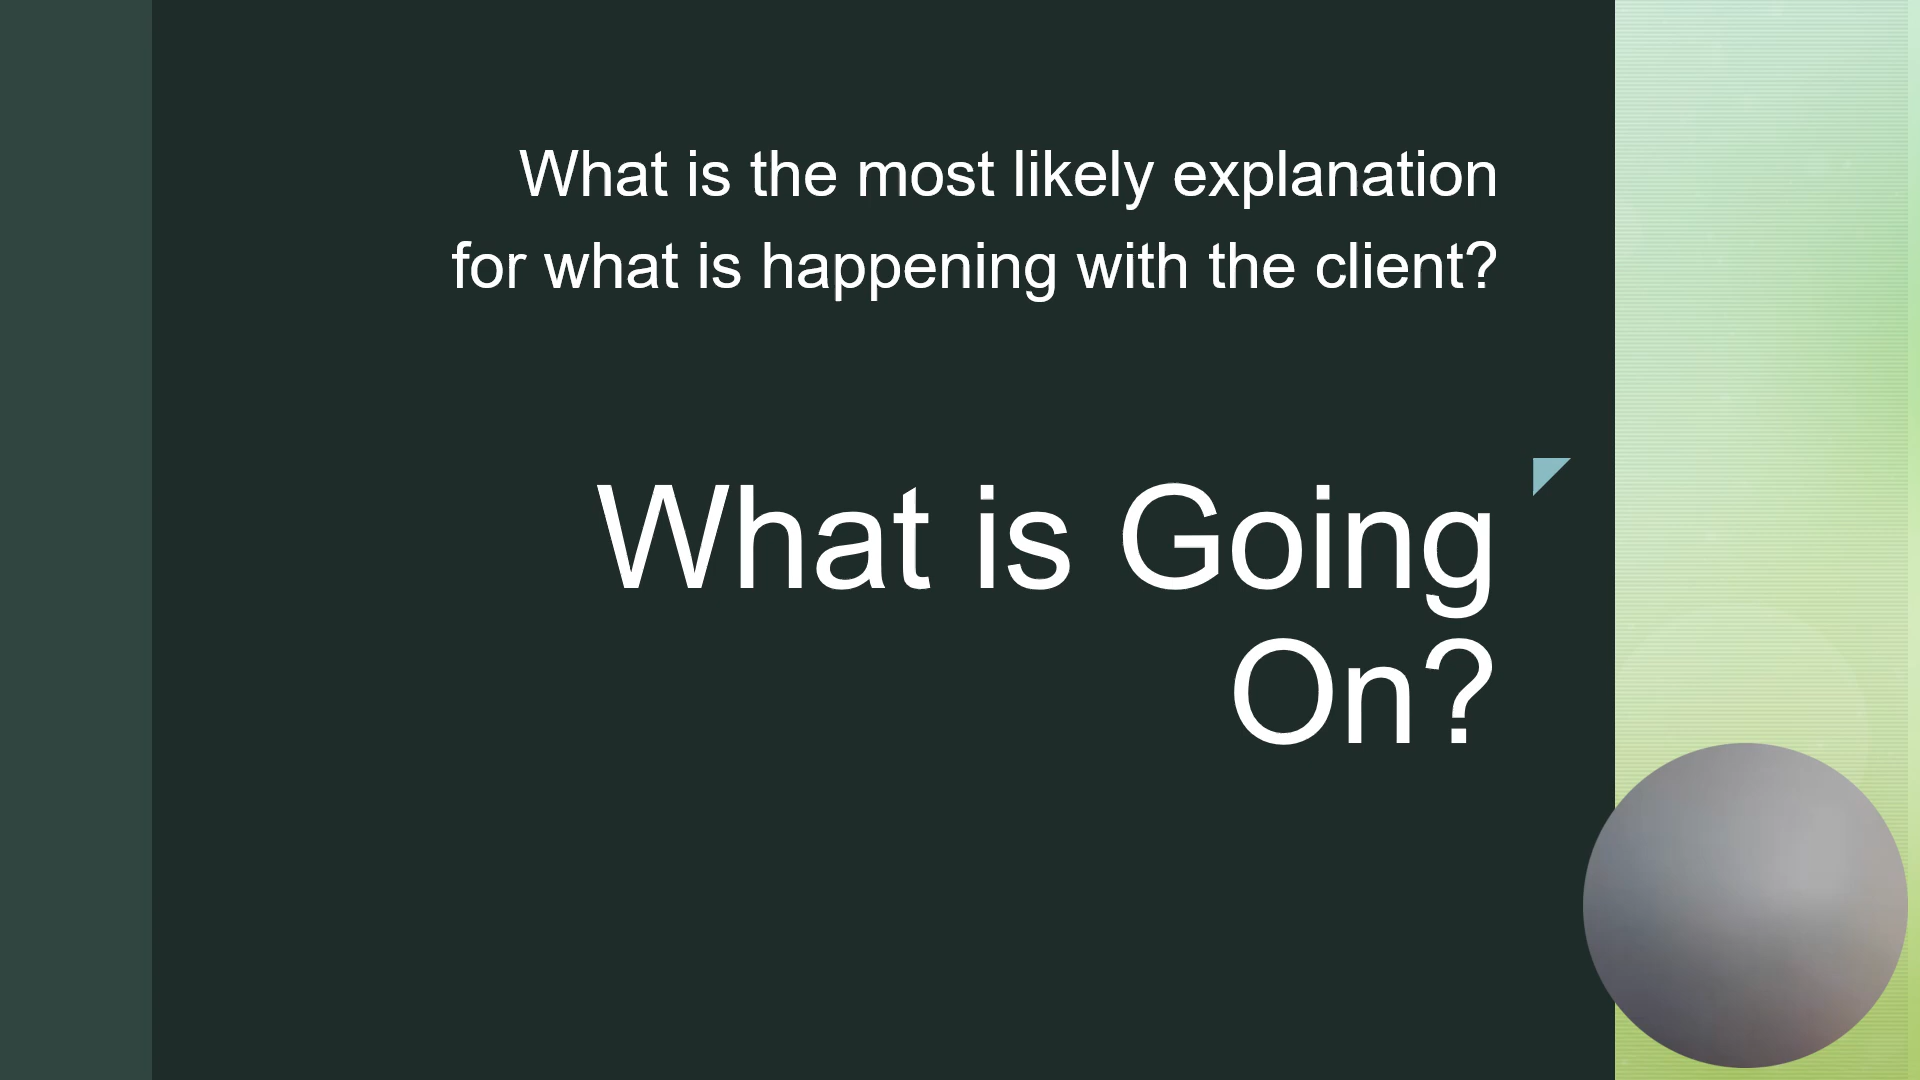 What is the most likely explanation
for what is happening with the client?
What is Going
On?